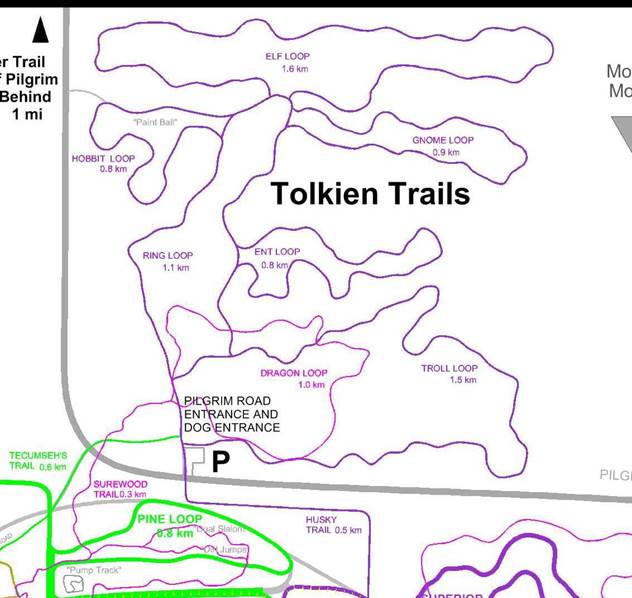 er Trail
f Pilgrim
Behind
1 mi
ELF LOOP
1.6 km
Mo
Mo
"Paint Ball"
GNOME LOOP
0.9 km
HOBBIT LOOP
0.8 km
Tolkien Trails
RING LOOP
1.1 km
ENT LOOP
0.8 km
DRAGON LOOP
1.0 km
TROLL LOOP
1.5 km
PILGRIM ROAD
ENTRANCE AND
DOG ENTRANCE
P
TECUMSEH'S
TRAIL 0.6 km
PILG
SUREWOOD
TRAIL 0.3 km
PINE LOOP
0.8 km
"Dual Slalom"
HUSKY
TRAIL 0.5 km
"Dirt Jumps"
"Pump Track"
SUPERIOR